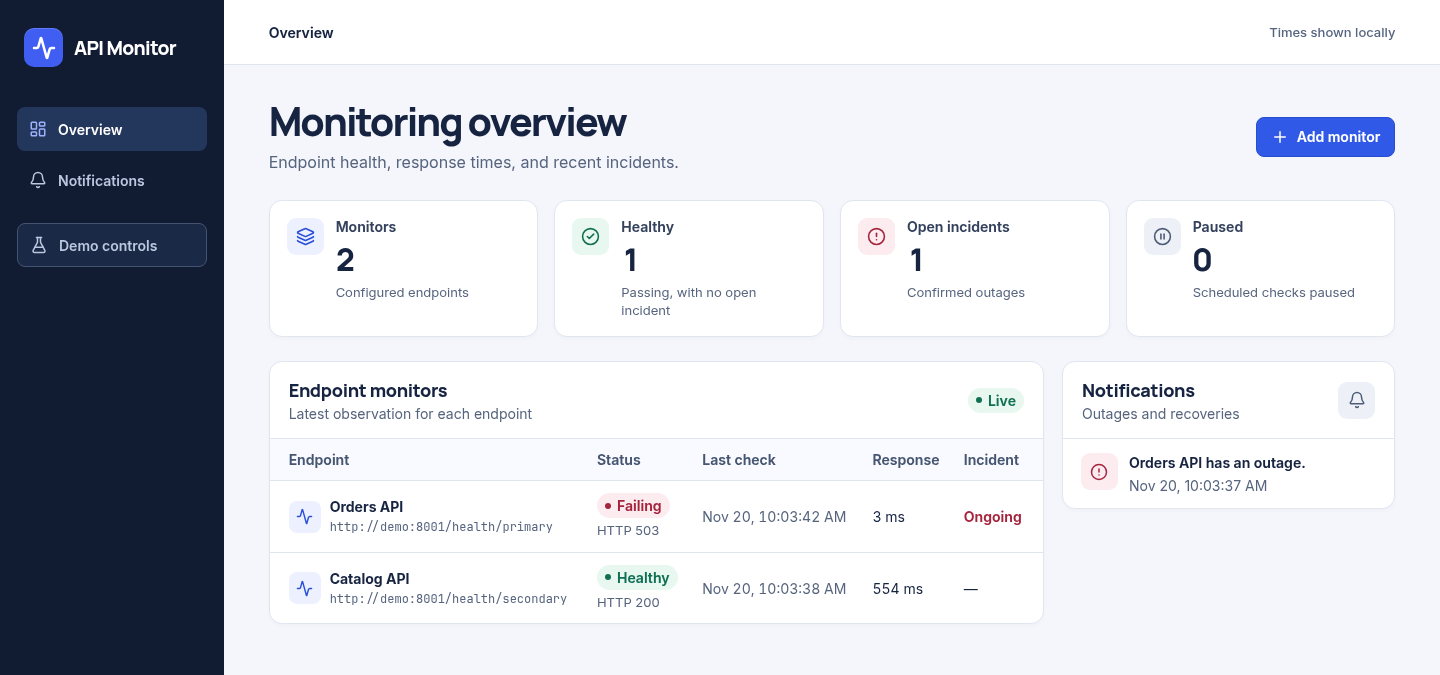 API Monitor
Overview
Notifications
Demo controls
Overview
Times shown locally
Monitoring overview
Endpoint health, response times, and recent incidents.
Add monitor
Monitors
2
Configured endpoints
Healthy
1
Passing, with no open
incident
Open incidents
1
Confirmed outages
Paused
0
Scheduled checks paused
Endpoint monitors
Latest observation for each endpoint
Live
Endpoint Status Last check Response Incident
Orders API
http://demo:8001/health/primary
Failing
HTTP 503
Nov 20, 10:03:42 AM
3 ms
Ongoing
Catalog API
http://demo:8001/health/secondary
Healthy
HTTP 200
Nov 20, 10:03:38 AM
554 ms
—
Notifications
Outages and recoveries
Orders API has an outage.
Nov 20, 10:03:37 AM